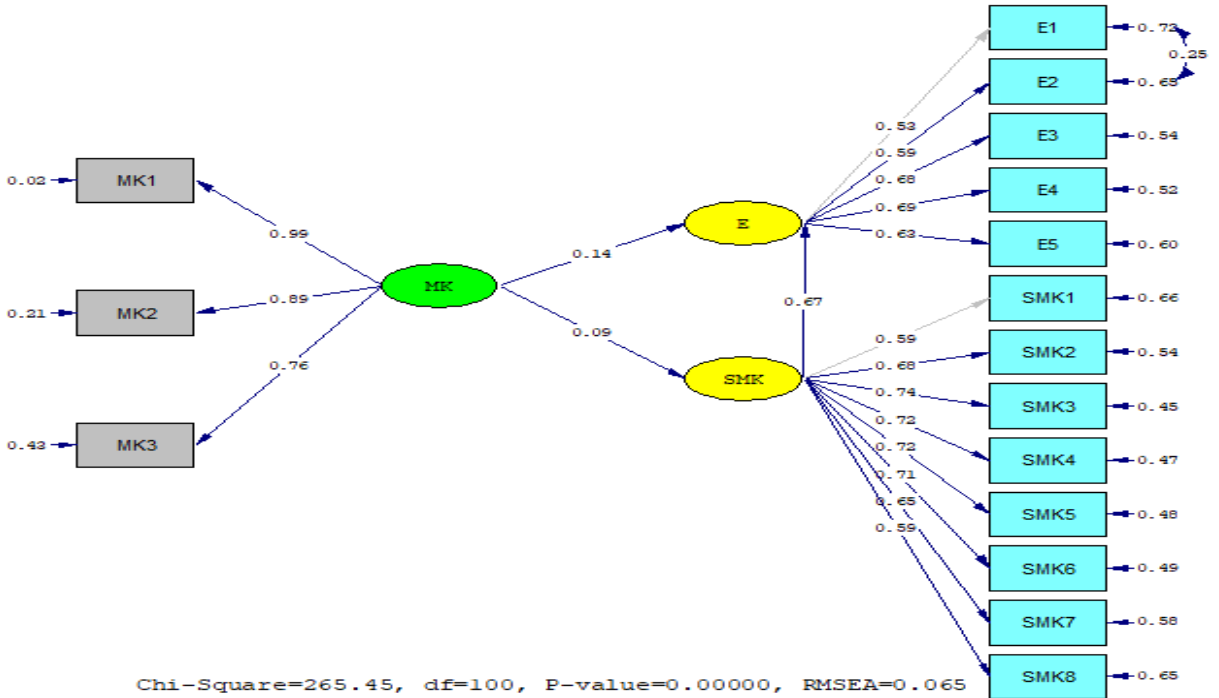 E1
0.73
0.25
E2
0.65
0.53
0.59
E3
0.54
0.68
MK1
0.02
E4
0.52
0.69
E
0.63
E5
0.60
0.99
0.14
MK
0.89
SMK1
0.66
0.67
MK2
0.21
0.09
0.59
SMK2
0.54
0.68
0.76
SMK
0.74
SMK3
0.45
0.72
MK3
0.43
0.72
SMK4
0.47
0.71
0.65
SMK5
0.48
0.59
SMK6
0.49
SMK7
0.58
SMK8
0.65
Chi-Square=265.45, df=100, P-value=0.00000, RMSEA=0.065